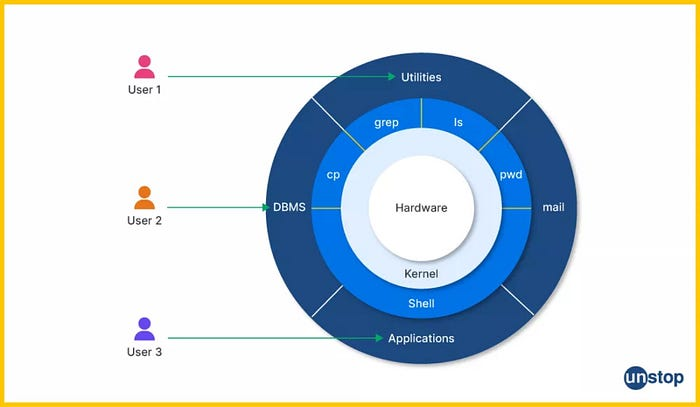 User 1
Utilities
grep
ls
cp
pwd
User 2
DBMS
Hardware
mail
Kernel
Shell
User 3
Applications
unstop